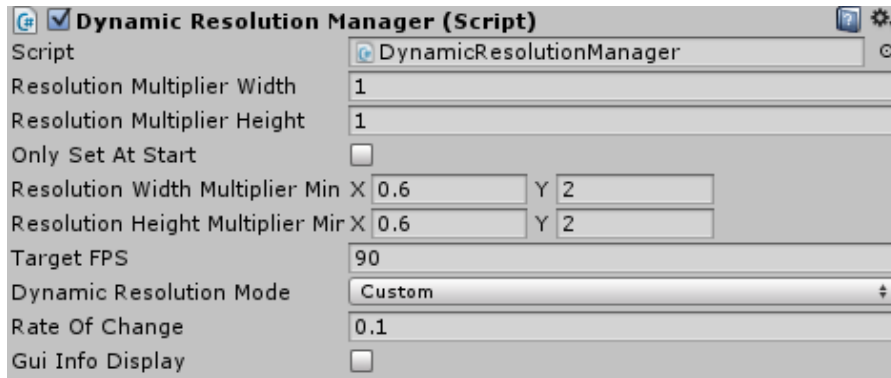 Dynamic Resolution Manager (Script)
Script DynamicResolutionManager
Resolution Multiplier Width 1
Resolution Multiplier Height 1
Only Set At Start
Resolution Width Multiplier Min X 0.6 Y 2
Resolution Height Multiplier Mir X 0.6 Y 2
Target FPS 90
Dynamic Resolution Mode Custom
Rate Of Change 0.1
Gui Info Display